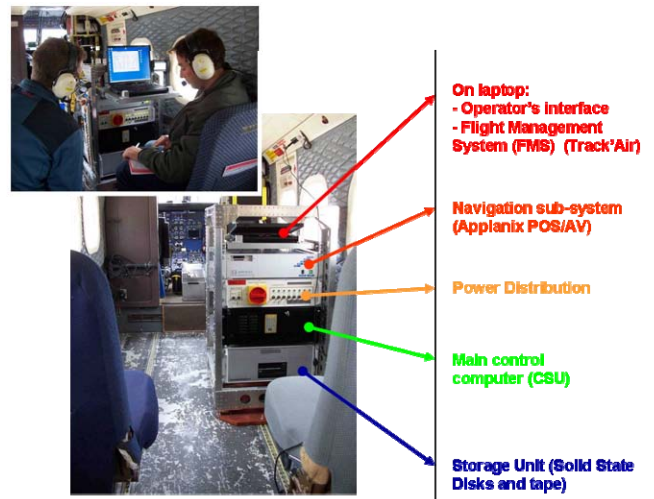 On laptop:
- Operator's interface
- Flight Management
System (FMS) (Track'Air)
Navigation sub-system
(Applanix POS/AV)
Power Distribution
Main control
computer (CSU)
Storage Unit (Solid State
Disks and tape)